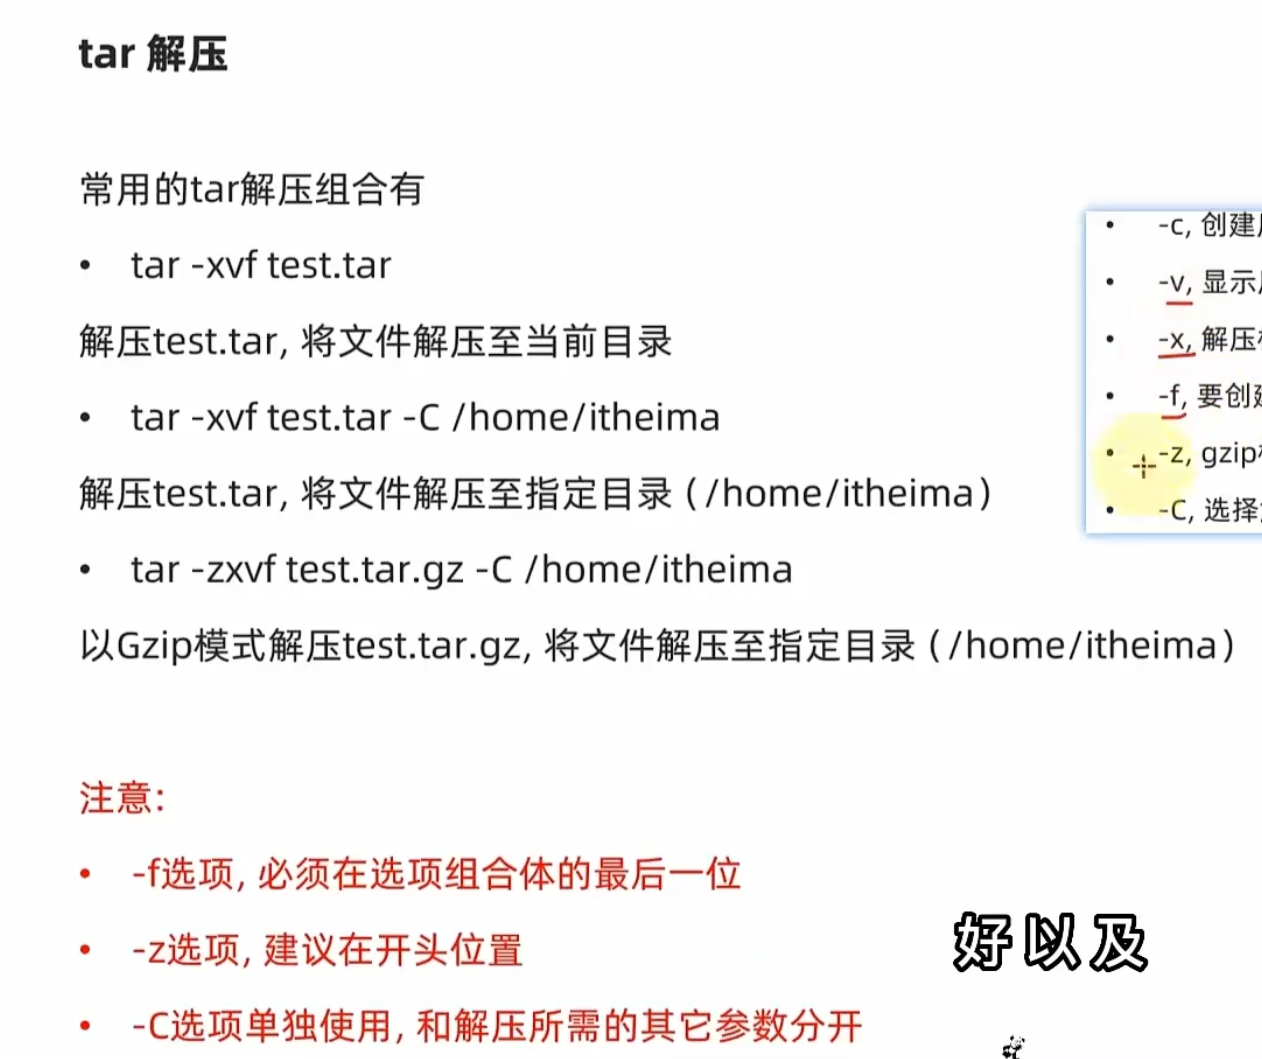 tar 解压
常用的tar解压组合有
• tar -xvf test.tar
解压test.tar, 将文件解压至当前目录
• tar -xvf test.tar -C /home/itheima
解压test.tar, 将文件解压至指定目录（/home/itheima）
• tar -zxvf test.tar.gz -C /home/itheima
以Gzip模式解压test.tar.gz, 将文件解压至指定目录（/home/itheima）
• -c, 创建
• -v, 显示
• -x, 解压
• -f, 要创
• -z, gzip
• -C, 选择
注意:
• -f选项, 必须在选项组合体的最后一位
• -z选项, 建议在开头位置
• -C选项单独使用, 和解压所需的其它参数分开
好以及